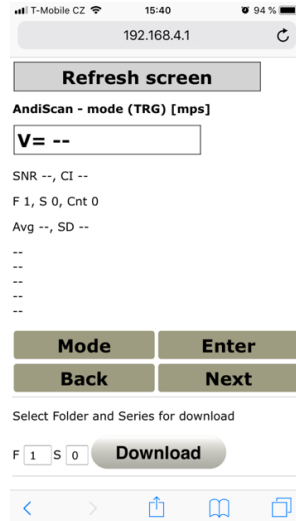 T-Mobile CZ 15:40 94 %
192.168.4.1
Refresh screen
AndiScan - mode (TRG) [mps]
V= --
SNR --, CI --
F 1, S 0, Cnt 0
Avg --, SD --
--
--
--
--
--
Mode Enter
Back Next
Select Folder and Series for download
F 1 S 0 Download